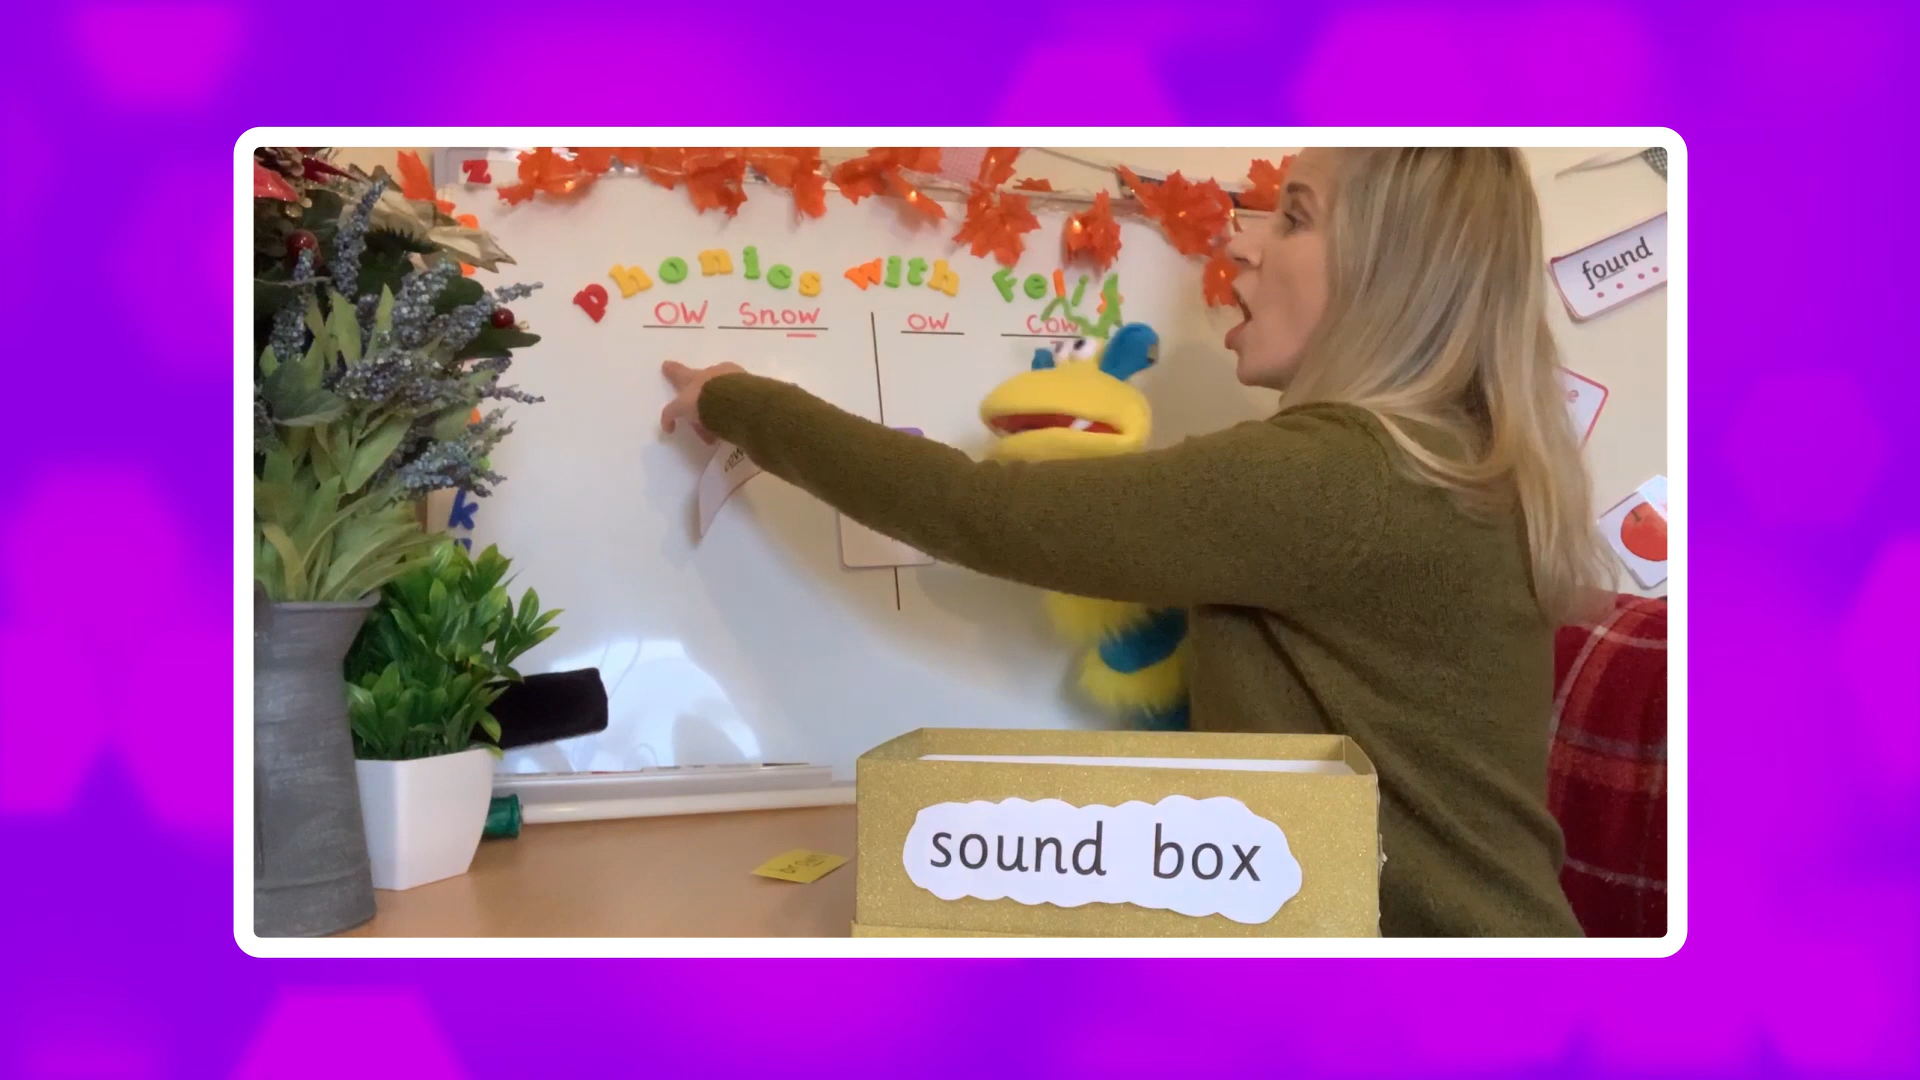 z
phonics with Felix
ow snow ow cow
found
k
sound box